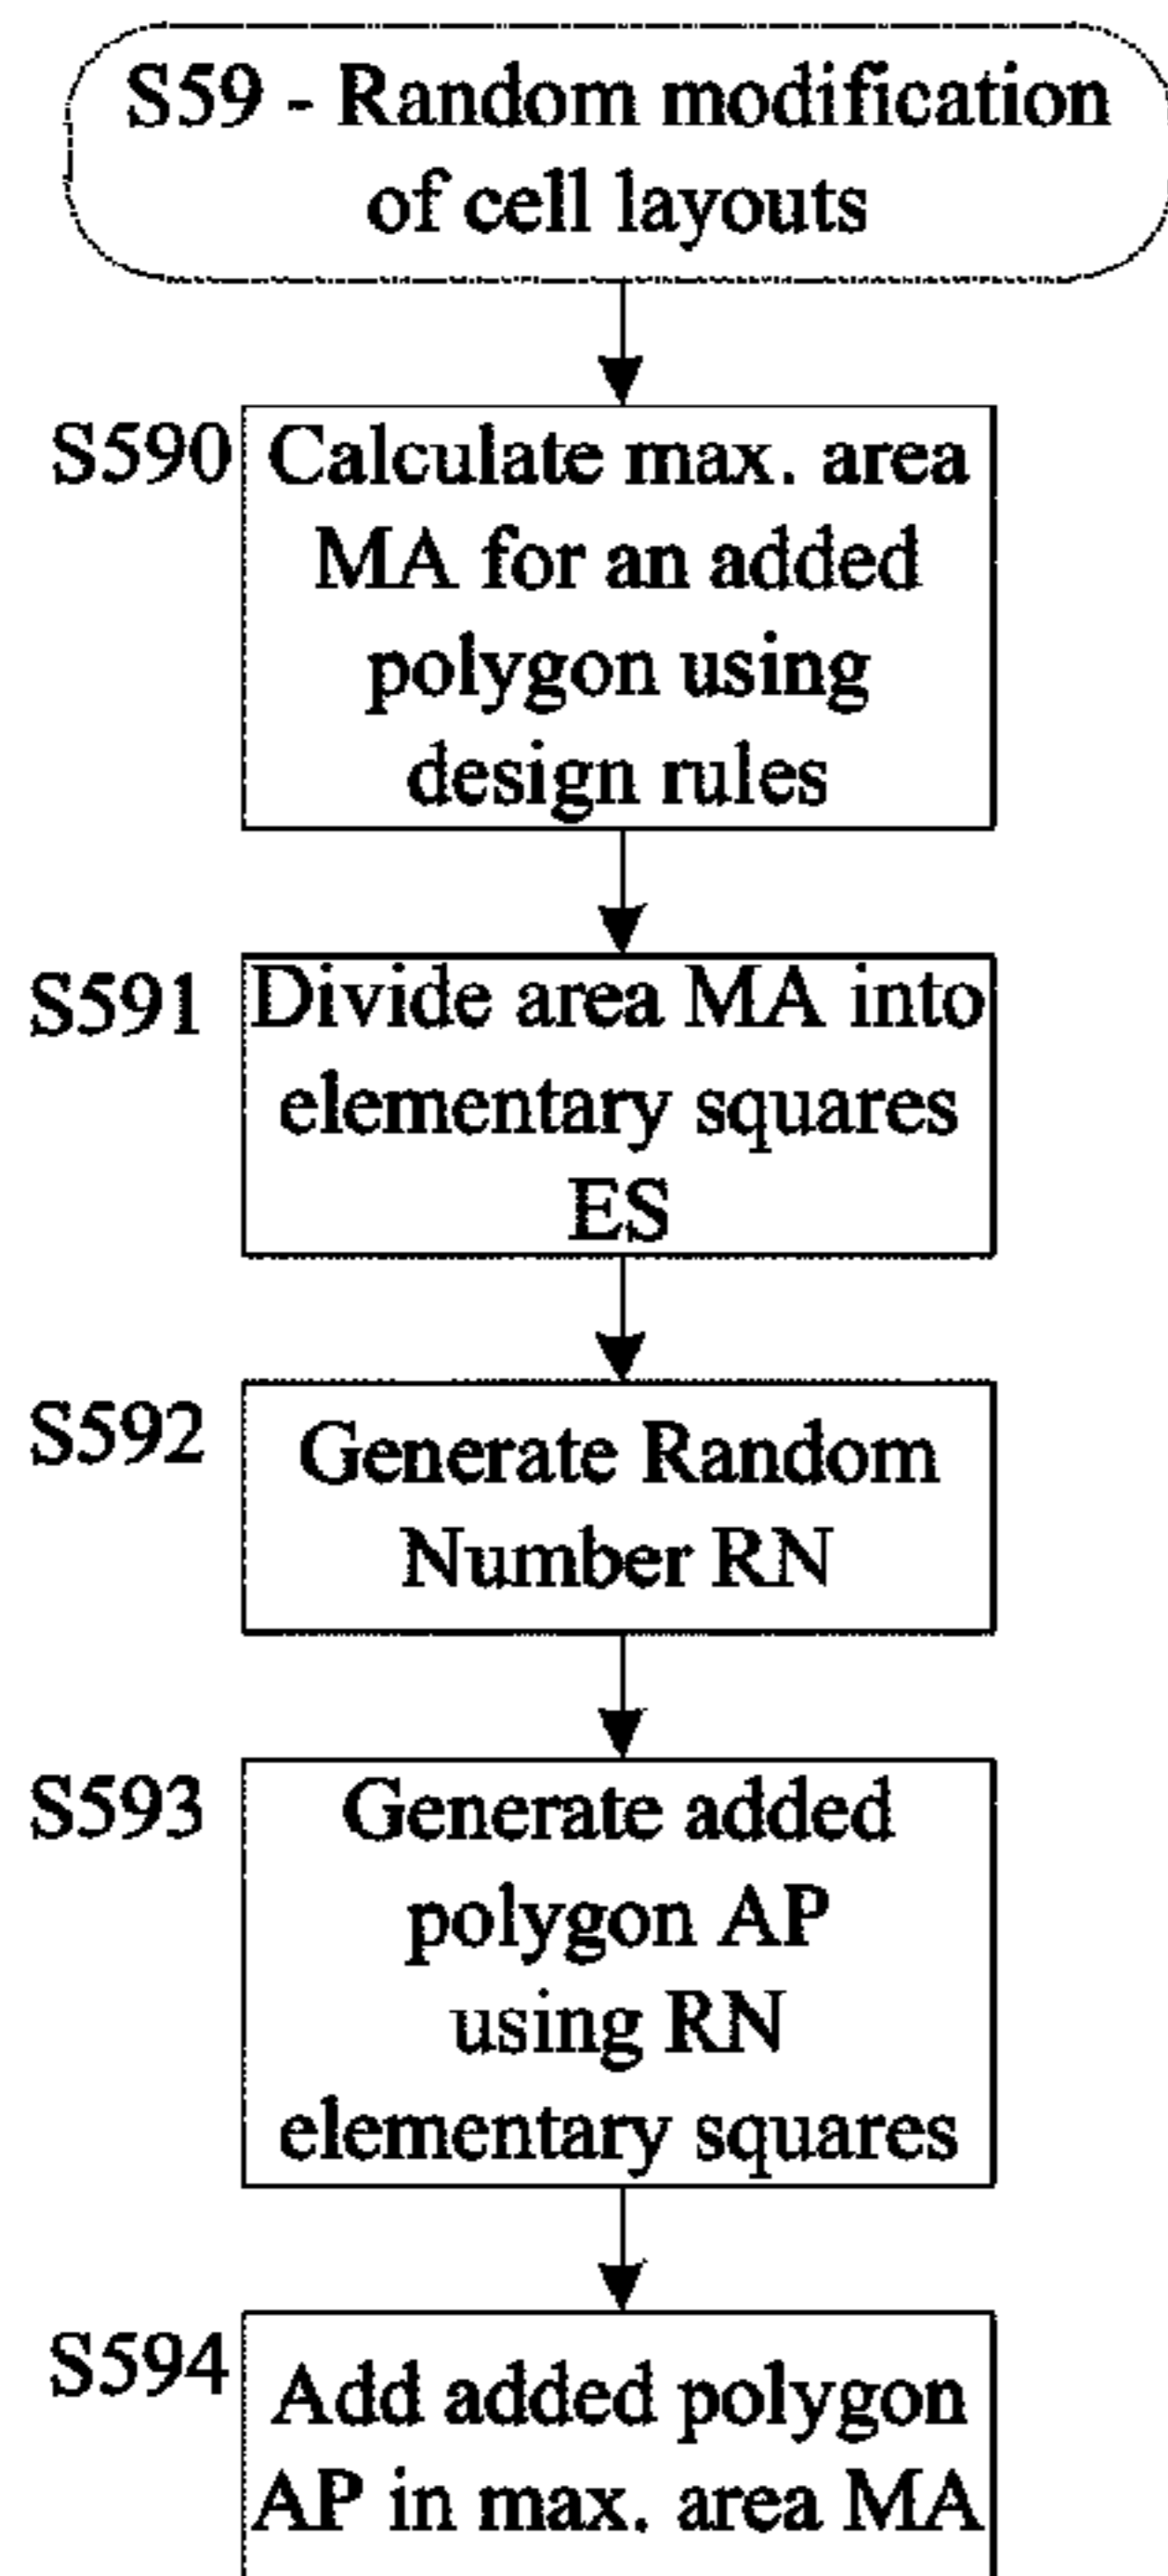 S59 - Random modification
of cell layouts
S590
Calculate max. area
MA for an added
polygon using
design rules
S591
Divide area MA into
elementary squares
ES
S592
Generate Random
Number RN
S593
Generate added
polygon AP
using RN
elementary squares
S594
Add added polygon
AP in max. area MA